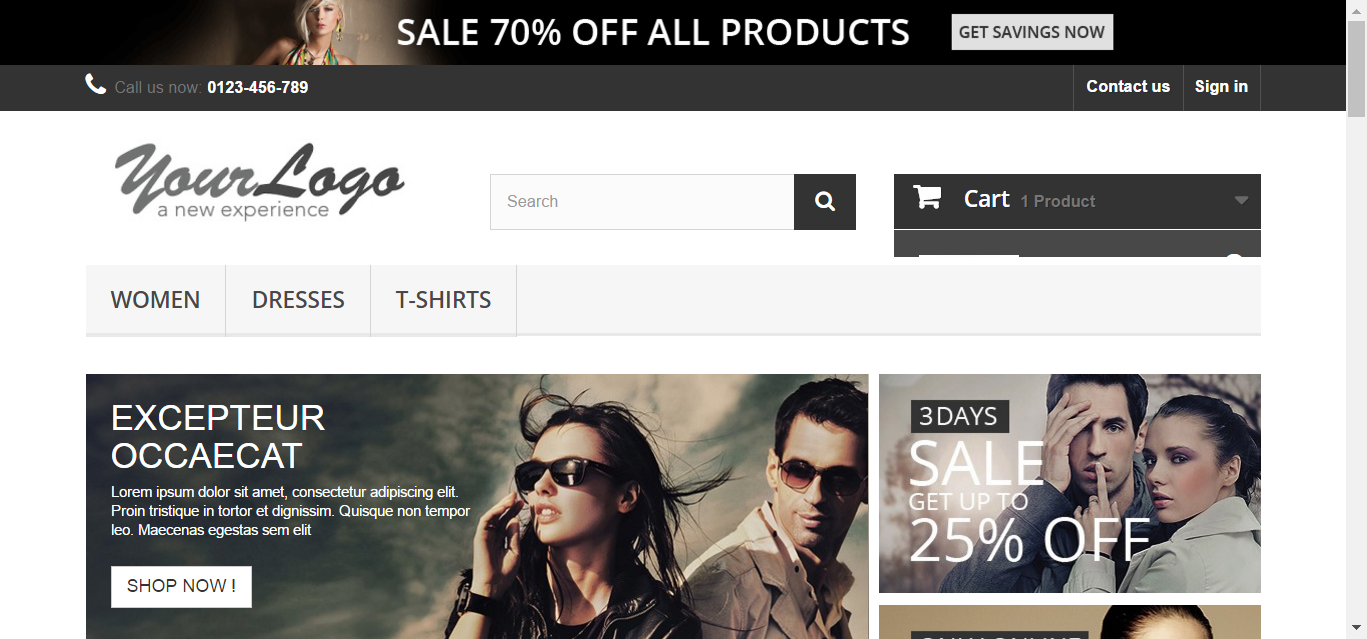 SALE 70% OFF ALL PRODUCTS
GET SAVINGS NOW
Call us now: 0123-456-789
Contact us
Sign in
YourLogo
a new experience
Search
Cart 1 Product
WOMEN
DRESSES
T-SHIRTS
EXCEPTEUR
OCCAECAT
Lorem ipsum dolor sit amet, consectetur adipiscing elit.
Proin tristique in tortor et dignissim. Quisque non tempor
leo. Maecenas egestas sem elit
SHOP NOW !
3 DAYS
SALE
GET UP TO
25% OFF